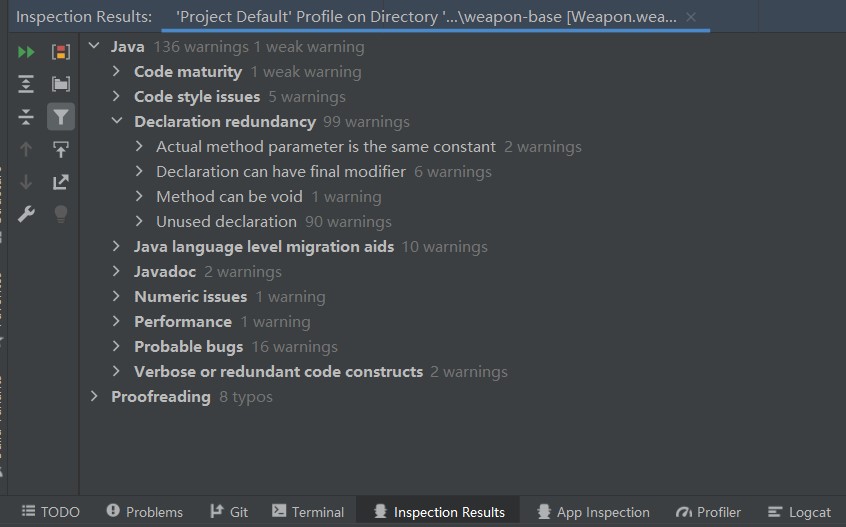 Inspection Results: 'Project Default' Profile on Directory '...\weapon-base [Weapon.wea...
Java 136 warnings 1 weak warning
Code maturity 1 weak warning
Code style issues 5 warnings
Declaration redundancy 99 warnings
Actual method parameter is the same constant 2 warnings
Declaration can have final modifier 6 warnings
Method can be void 1 warning
Unused declaration 90 warnings
Java language level migration aids 10 warnings
Javadoc 2 warnings
Numeric issues 1 warning
Performance 1 warning
Probable bugs 16 warnings
Verbose or redundant code constructs 2 warnings
Proofreading 8 typos
TODO Problems Git Terminal Inspection Results App Inspection Profiler Logcat